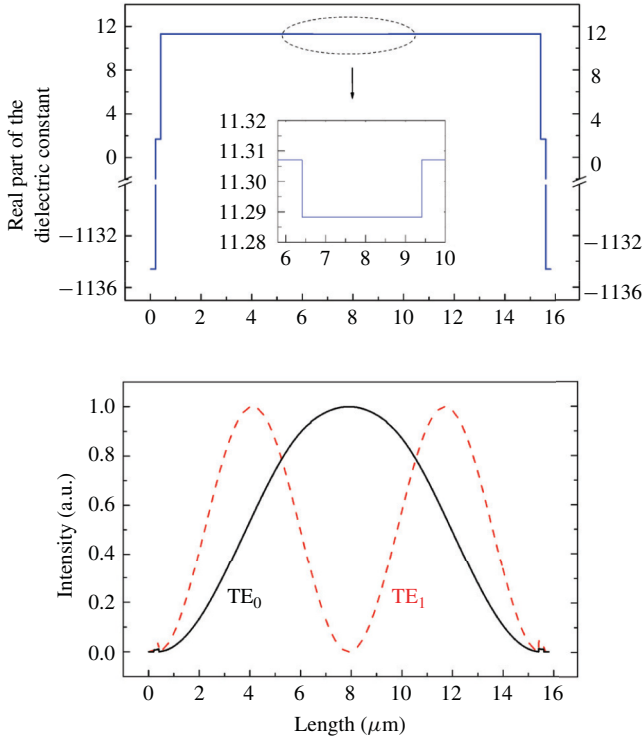 12
8
4
0
−1132
−1136
Real part of the
dielectric constant
11.32
11.31
11.30
11.29
11.28
6 7 8 9 10
12
8
4
0
−1132
−1136
0 2 4 6 8 10 12 14 16
1.0
0.8
0.6
0.4
0.2
0.0
Intensity (a.u.)
TE0
TE1
0 2 4 6 8 10 12 14 16
Length (μm)